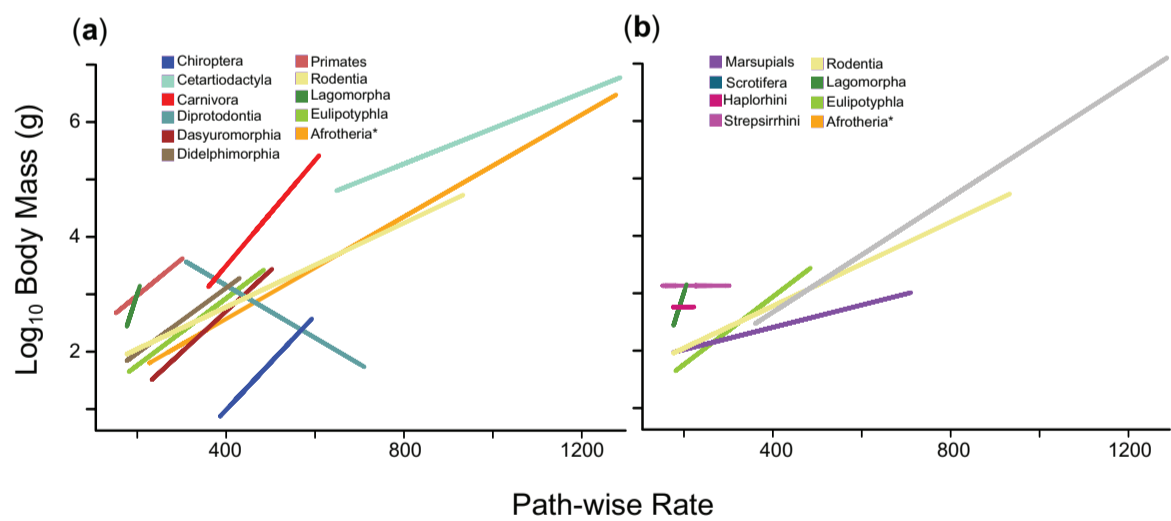 (a)
Chiroptera
Cetartiodactyla
Carnivora
Diprotodontia
Dasyuromorphia
Didelphimorphia
Primates
Rodentia
Lagomorpha
Eulipotyphla
Afrotheria*
(b)
Marsupials
Scrotifera
Haplorhini
Strepsirrhini
Rodentia
Lagomorpha
Eulipotyphla
Afrotheria*
Log10 Body Mass (g)
6
4
2
400
800
1200
400
800
1200
Path-wise Rate